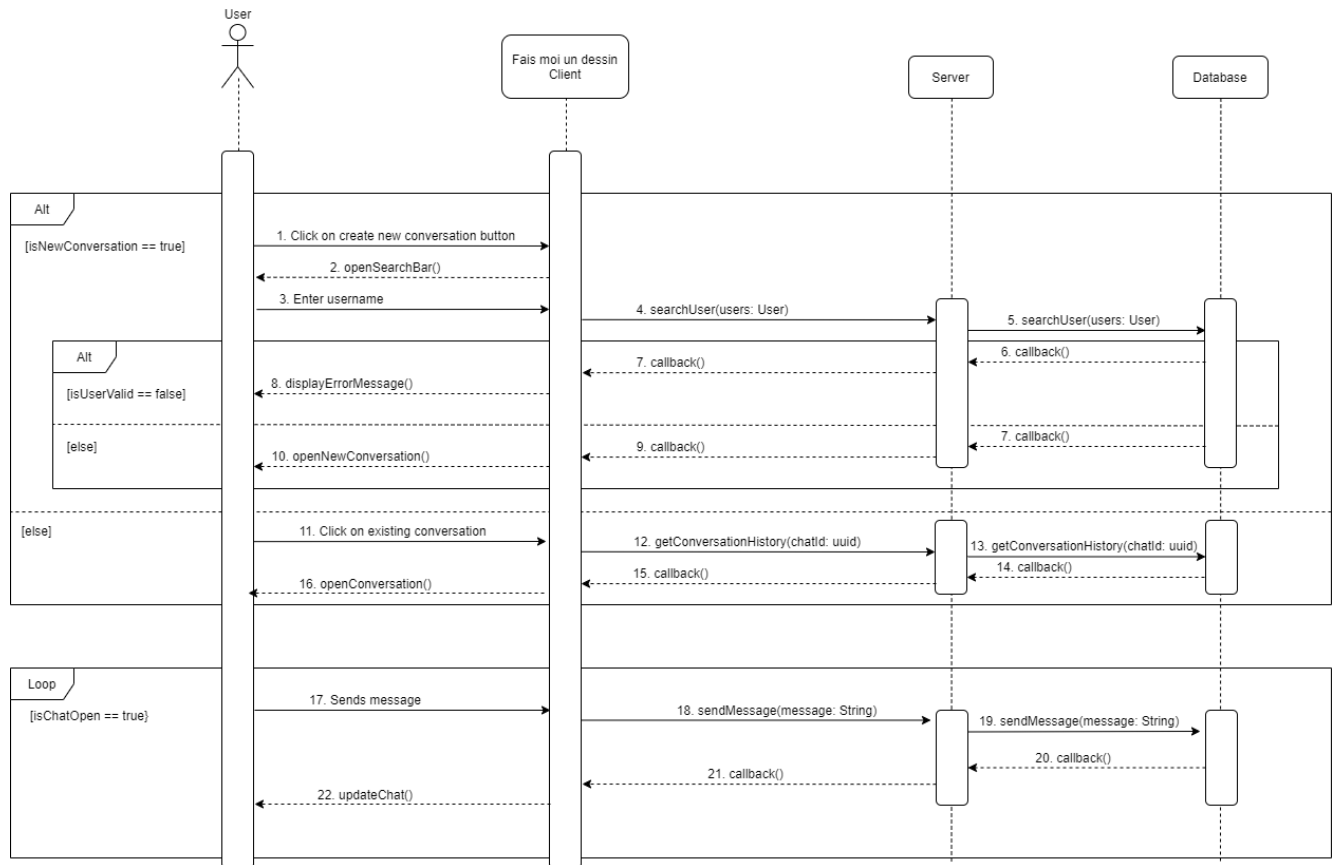 User
Fais moi un dessin
Client
Server
Database
Alt
[isNewConversation == true]
1. Click on create new conversation button
2. openSearchBar()
3. Enter username
4. searchUser(users: User)
5. searchUser(users: User)
Alt
6. callback()
7. callback()
[isUserValid == false]
8. displayErrorMessage()
[else]
7. callback()
9. callback()
10. openNewConversation()
[else]
11. Click on existing conversation
12. getConversationHistory(chatId: uuid)
13. getConversationHistory(chatId: uuid)
14. callback()
15. callback()
16. openConversation()
Loop
[isChatOpen == true}
17. Sends message
18. sendMessage(message: String)
19. sendMessage(message: String)
20. callback()
21. callback()
22. updateChat()